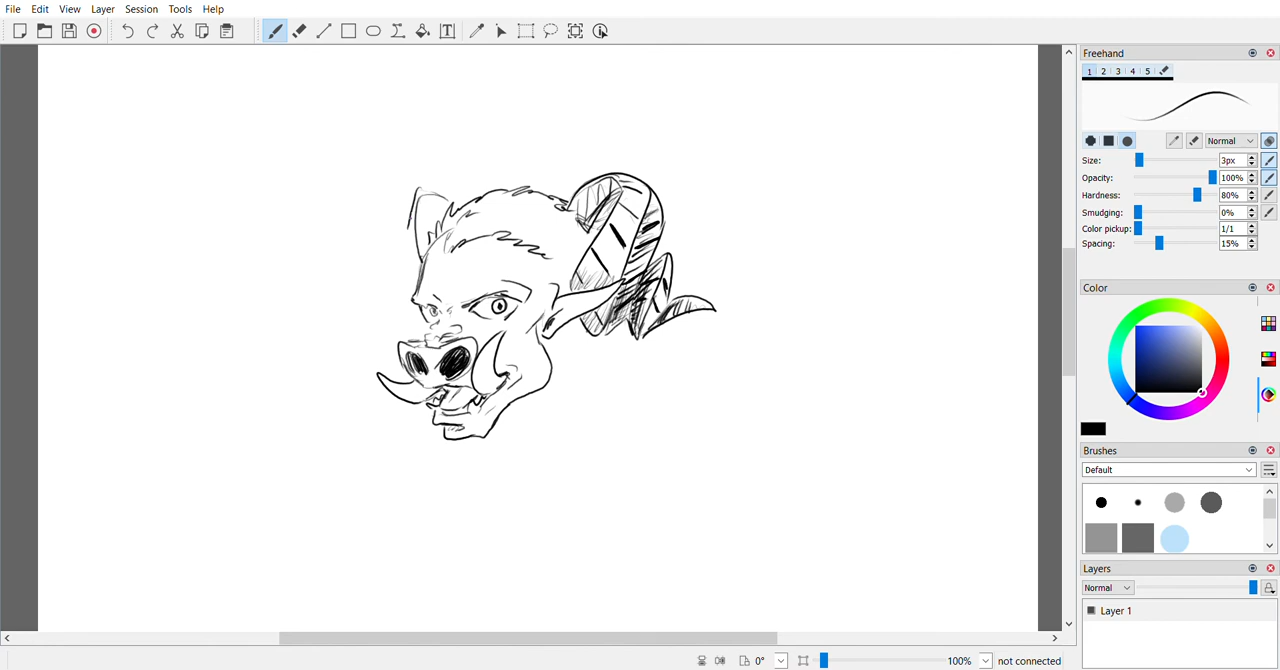 File Edit View Layer Session Tools Help
Freehand
1 2 3 4 5
Normal
Size: 3px
Opacity: 100%
Hardness: 80%
Smudging: 0%
Color pickup: 1/1
Spacing: 15%
Color
Brushes
Default
Layers
Normal
Layer 1
0° 100% not connected